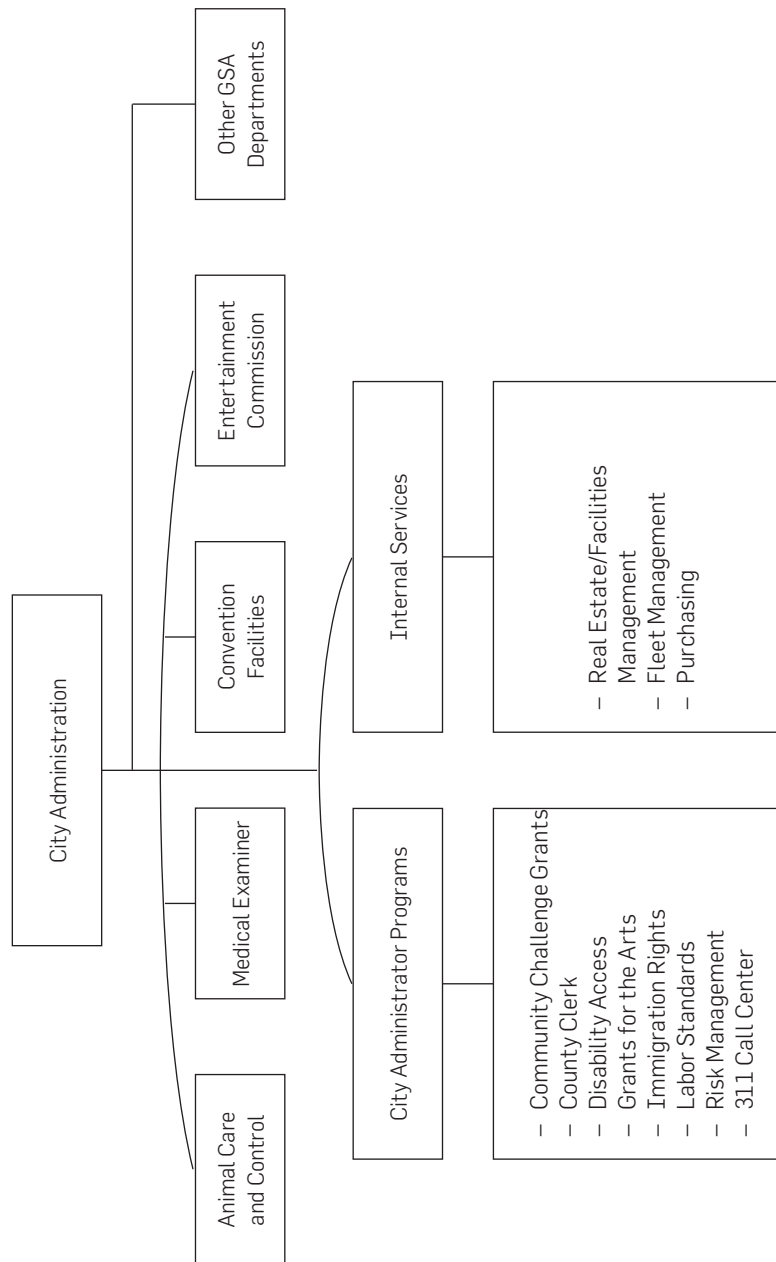 City Administration
Animal Care
and Control
Medical Examiner
Convention
Facilities
Entertainment
Commission
Other GSA
Departments
City Administrator Programs
Internal Services
– Community Challenge Grants
– County Clerk
– Disability Access
– Grants for the Arts
– Immigration Rights
– Labor Standards
– Risk Management
– 311 Call Center
– Real Estate/Facilities
Management
– Fleet Management
– Purchasing